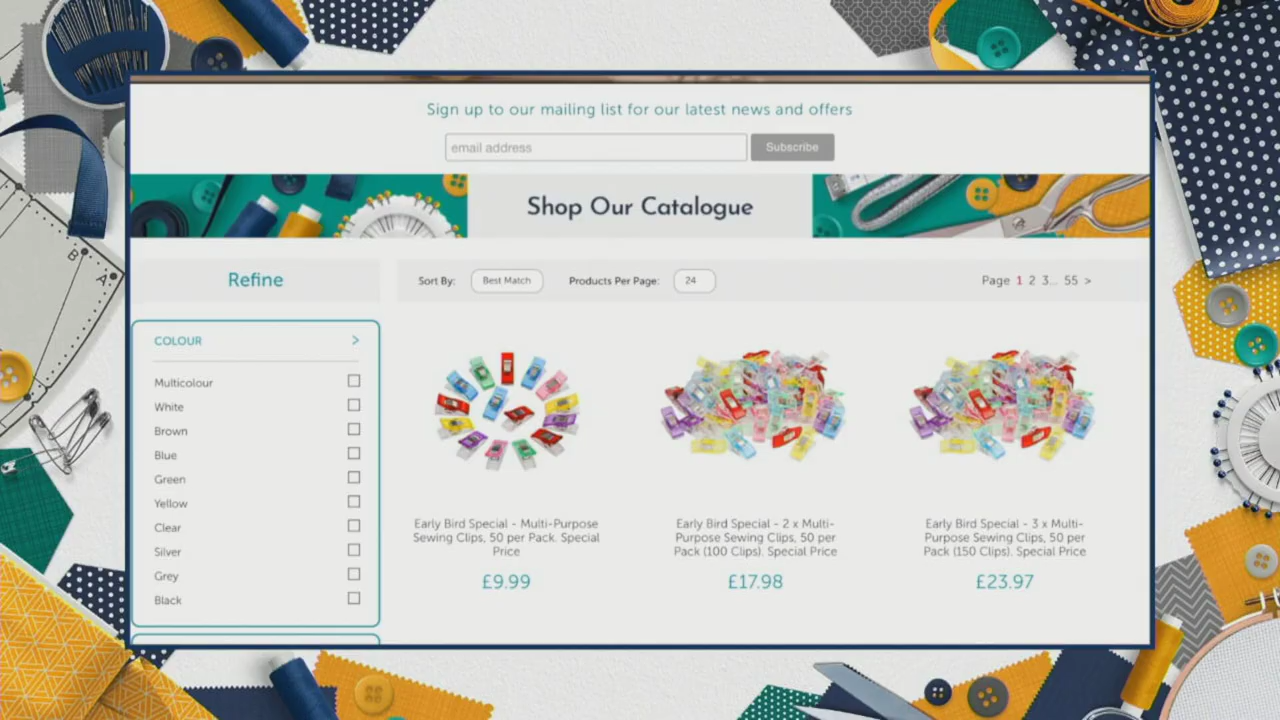 Sign up to our mailing list for our latest news and offers
email address
Subscribe
Shop Our Catalogue
Refine
Sort By:
Best Match
Products Per Page:
24
Page 1 2 3... 55 >
COLOUR >
Multicolour
White
Brown
Blue
Green
Yellow
Clear
Silver
Grey
Black
Early Bird Special - Multi-Purpose
Sewing Clips, 50 per Pack. Special
Price
£9.99
Early Bird Special - 2 x Multi-
Purpose Sewing Clips, 50 per
Pack (100 Clips). Special Price
£17.98
Early Bird Special - 3 x Multi-
Purpose Sewing Clips, 50 per
Pack (150 Clips). Special Price
£23.97
B
A